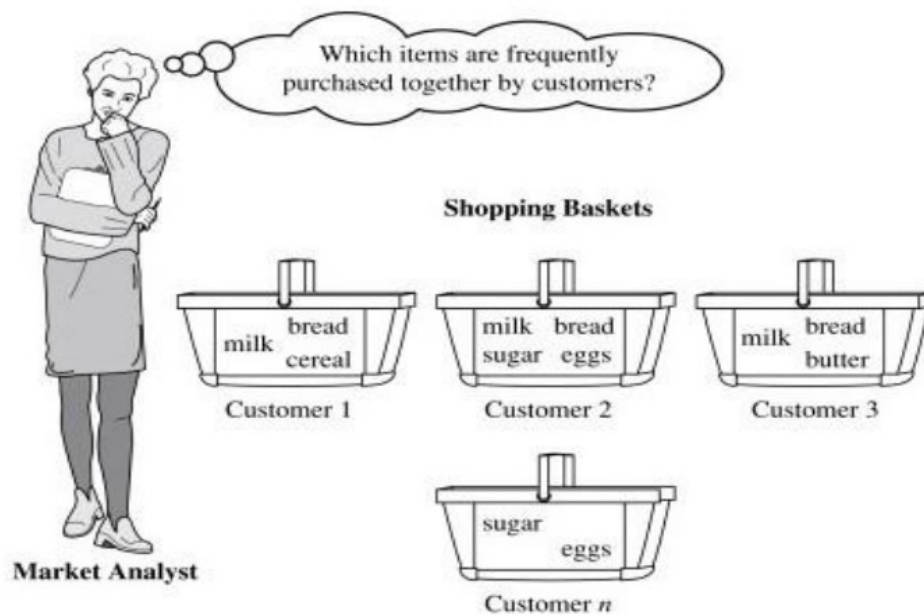 Which items are frequently
purchased together by customers?
Shopping Baskets
milk bread
cereal
Customer 1
milk bread
sugar eggs
Customer 2
milk bread
butter
Customer 3
sugar
eggs
Customer n
Market Analyst